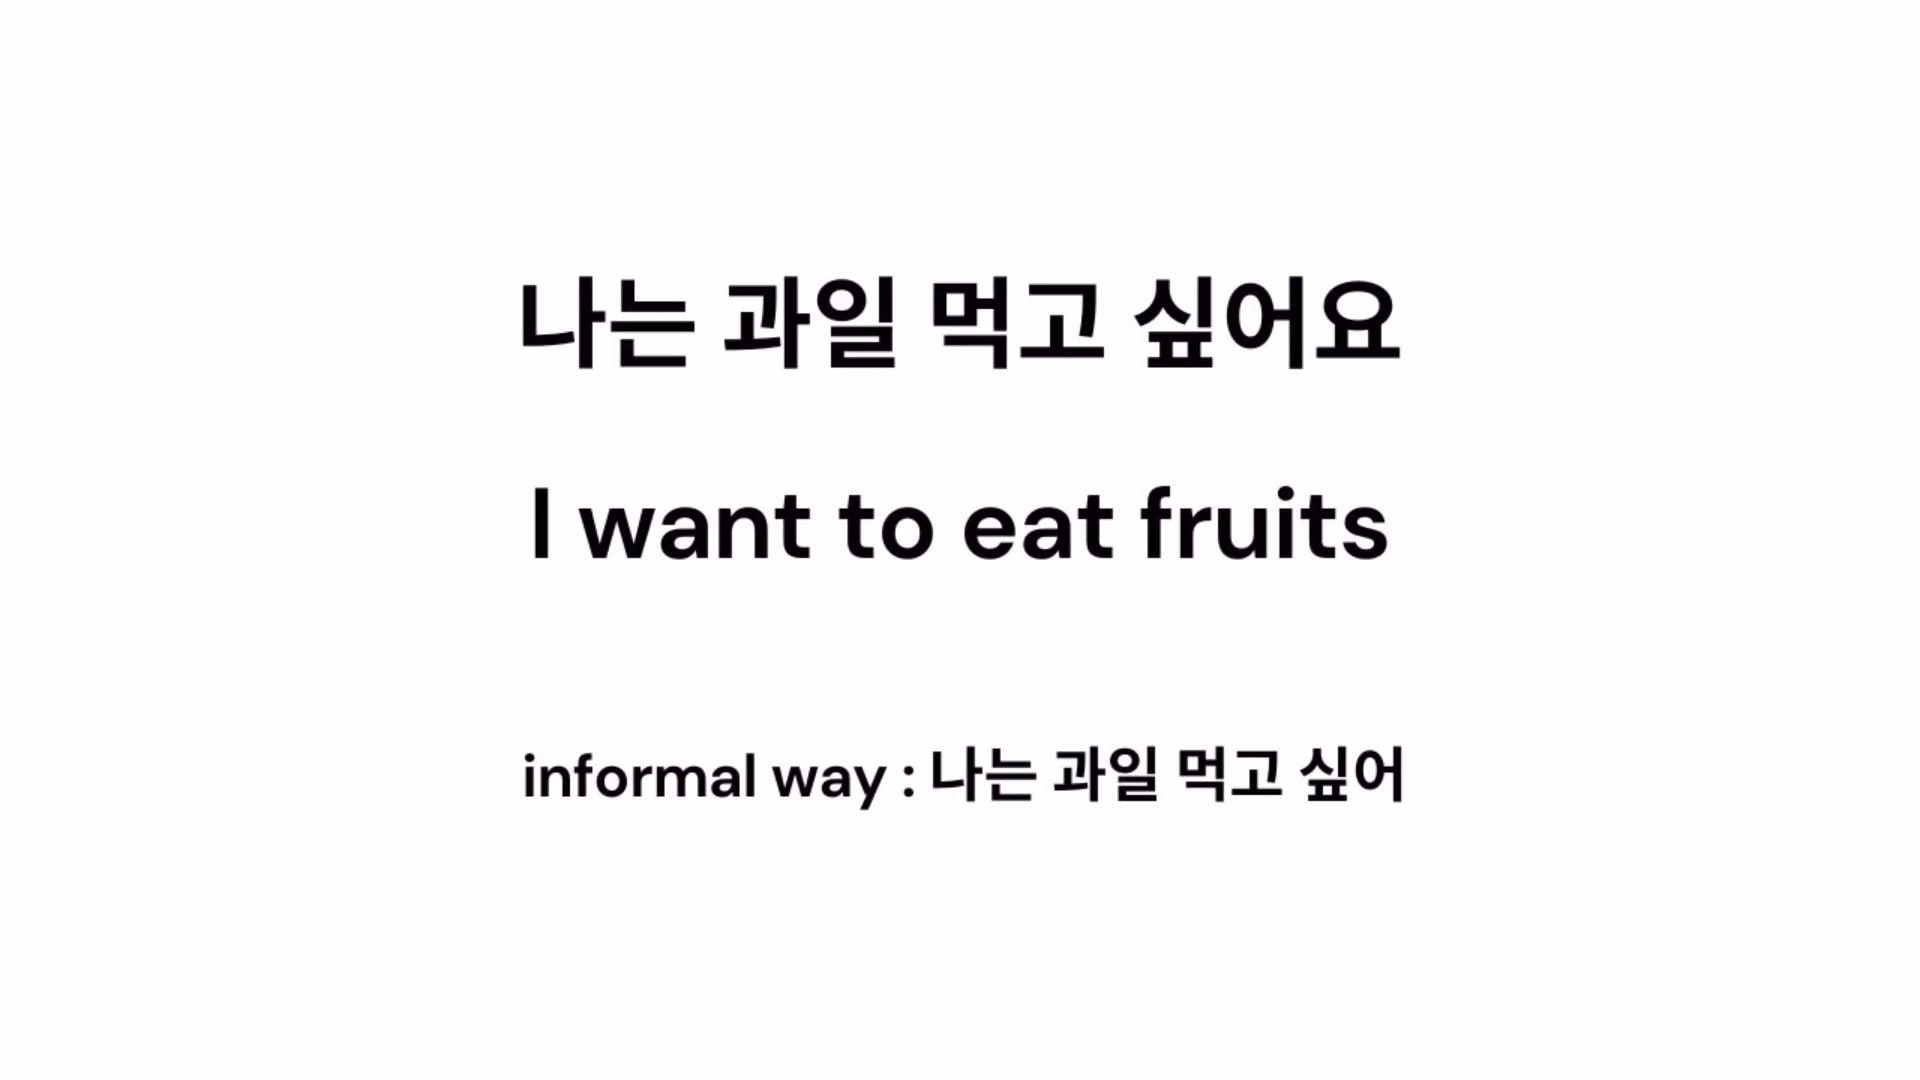 나는 과일 먹고 싶어요
I want to eat fruits
informal way : 나는 과일 먹고 싶어